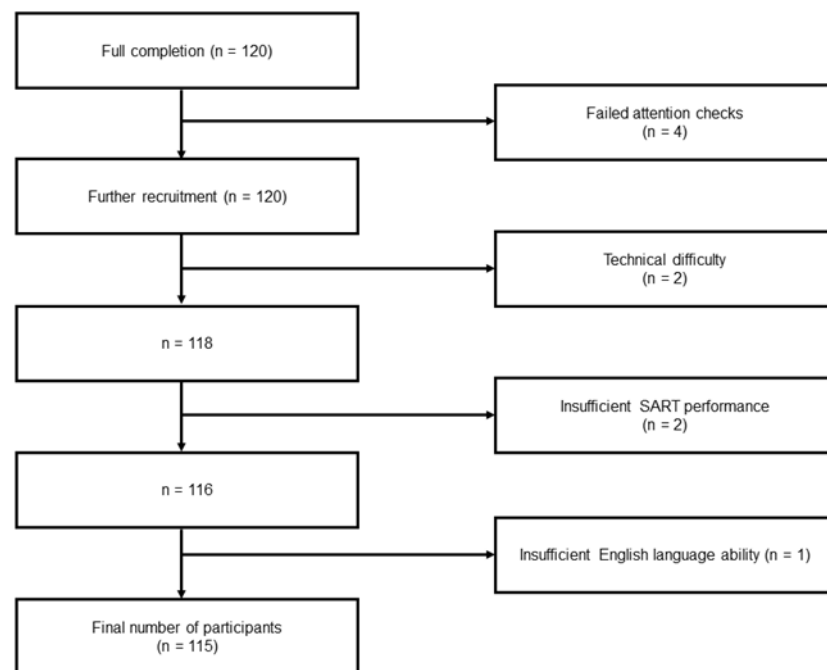 Full completion (n = 120)
Failed attention checks
(n = 4)
Further recruitment (n = 120)
Technical difficulty
(n = 2)
n = 118
Insufficient SART performance
(n = 2)
n = 116
Insufficient English language ability (n = 1)
Final number of participants
(n = 115)